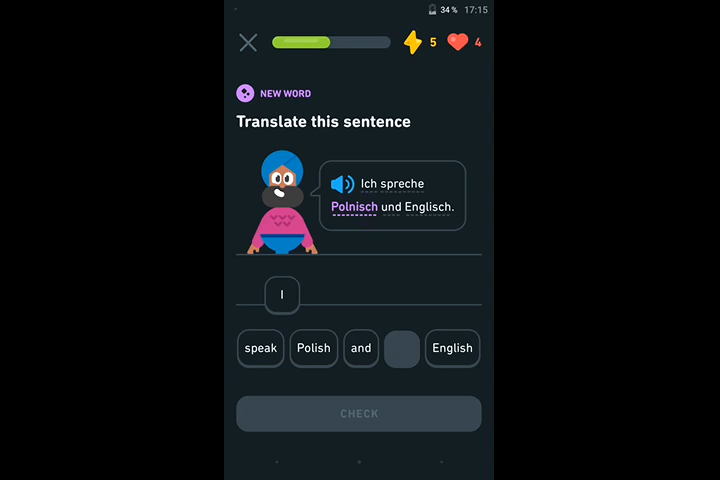 34 % 17:15
5 4
NEW WORD
Translate this sentence
Ich spreche
Polnisch und Englisch.
I
speak Polish and English
CHECK